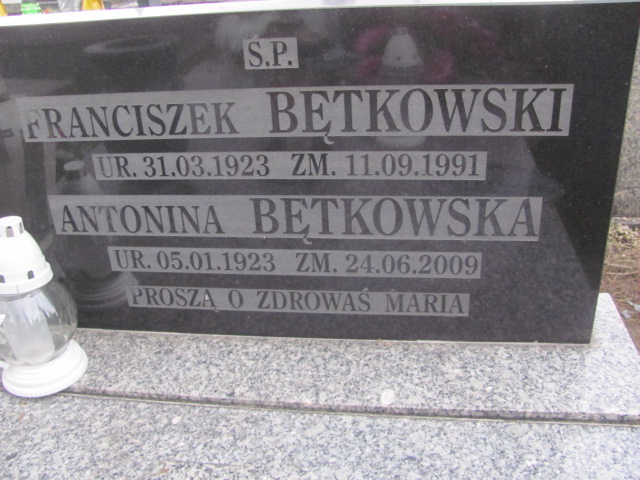 S.P.
FRANCISZEK BĘTKOWSKI
UR. 31.03.1923 ZM. 11.09.1991
ANTONINA BĘTKOWSKA
UR. 05.01.1923 ZM. 24.06.2009
PROSZĄ O ZDROWAS MARIA